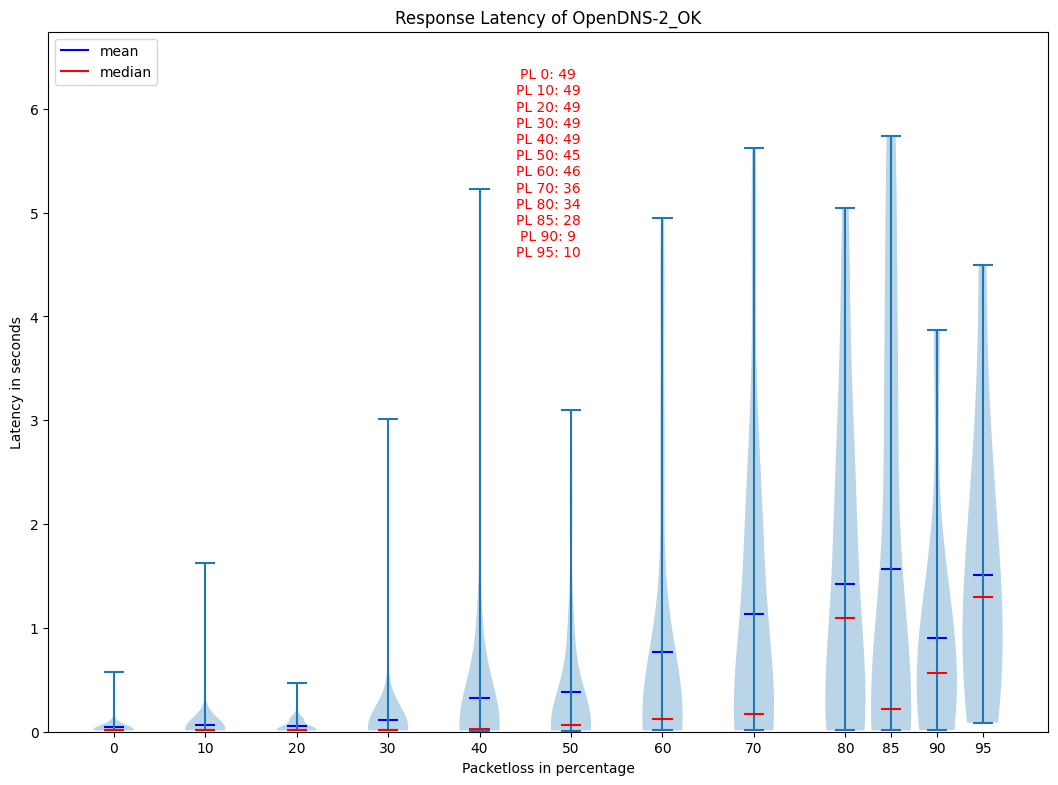 Response Latency of OpenDNS-2_OK
mean
median
PL 0: 49
PL 10: 49
PL 20: 49
PL 30: 49
PL 40: 49
PL 50: 45
PL 60: 46
PL 70: 36
PL 80: 34
PL 85: 28
PL 90: 9
PL 95: 10
Latency in seconds
6
5
4
3
2
1
0
0 10 20 30 40 50 60 70 80 85 90 95
Packetloss in percentage